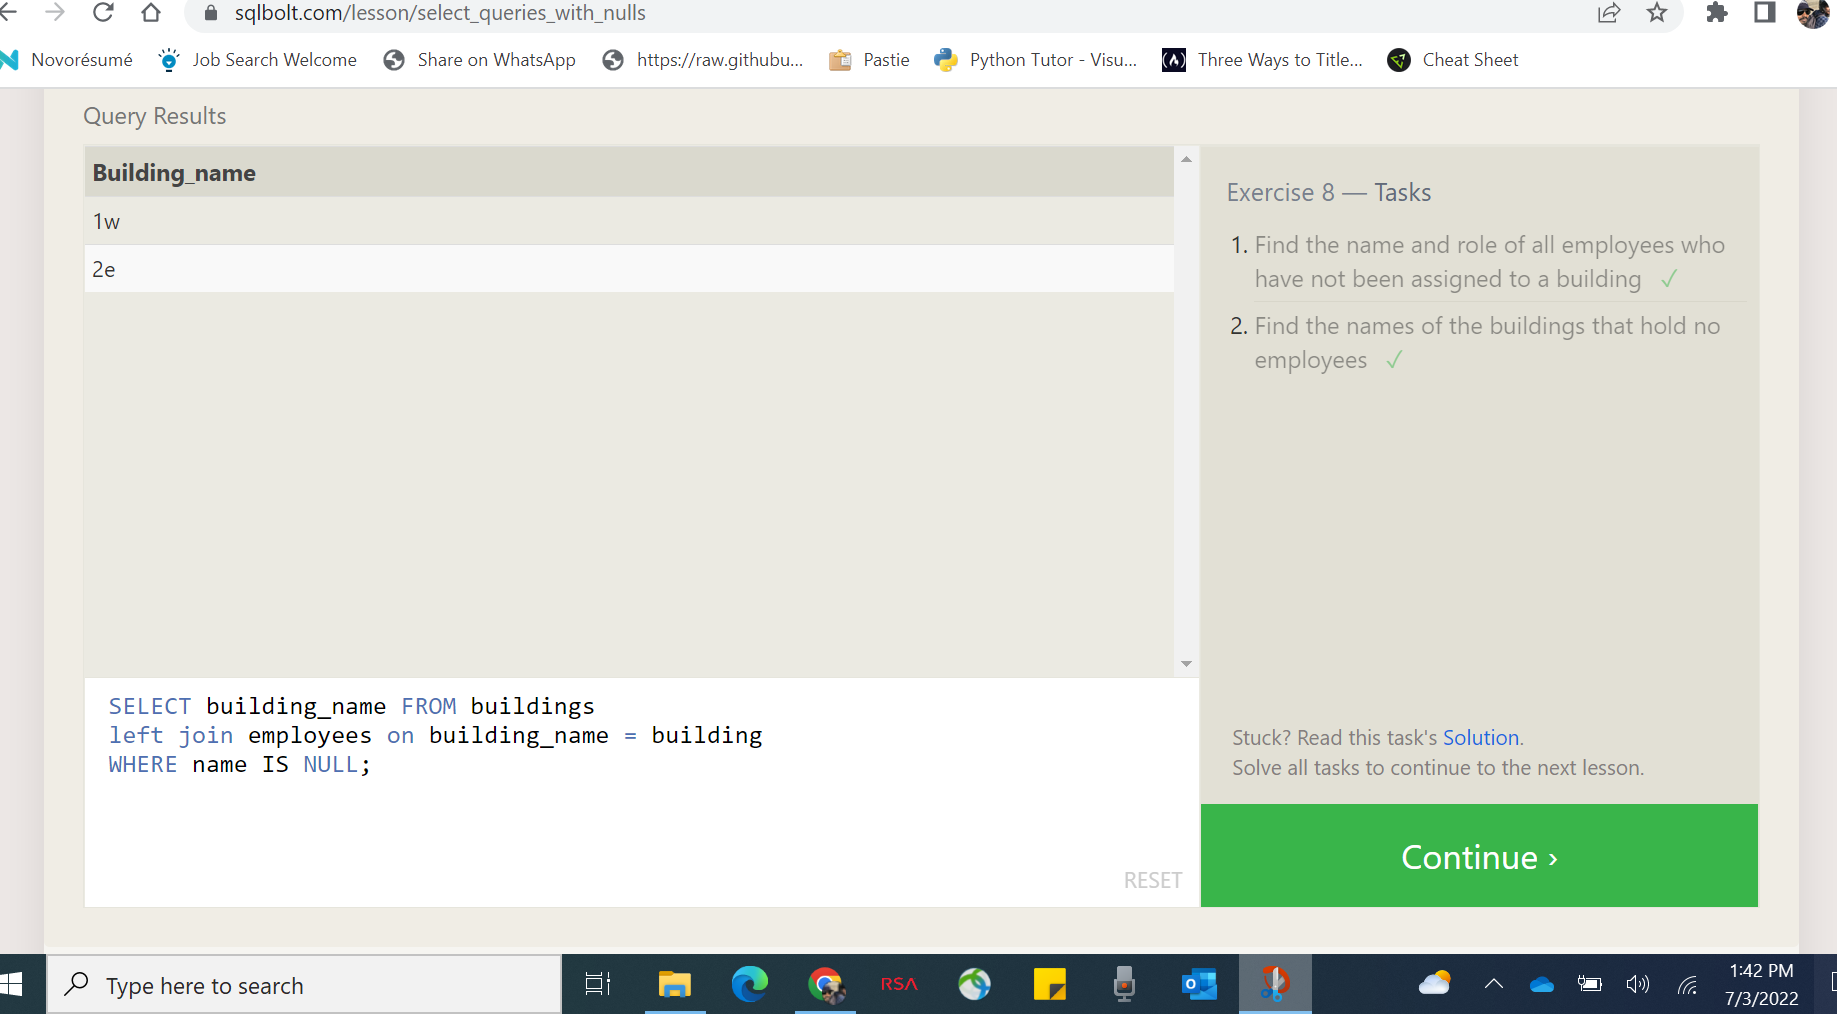 sqlbolt.com/lesson/select_queries_with_nulls
Novorésumé Job Search Welcome Share on WhatsApp https://raw.githubu... Pastie Python Tutor - Visu... (A) Three Ways to Title... Cheat Sheet
Query Results
Building_name
1w
2e
Exercise 8 — Tasks
1. Find the name and role of all employees who
have not been assigned to a building ✓
2. Find the names of the buildings that hold no
employees ✓
SELECT building_name FROM buildings
left join employees on building_name = building
WHERE name IS NULL;
RESET
Stuck? Read this task's Solution.
Solve all tasks to continue to the next lesson.
Continue ›
Type here to search
RSA
1:42 PM
7/3/2022